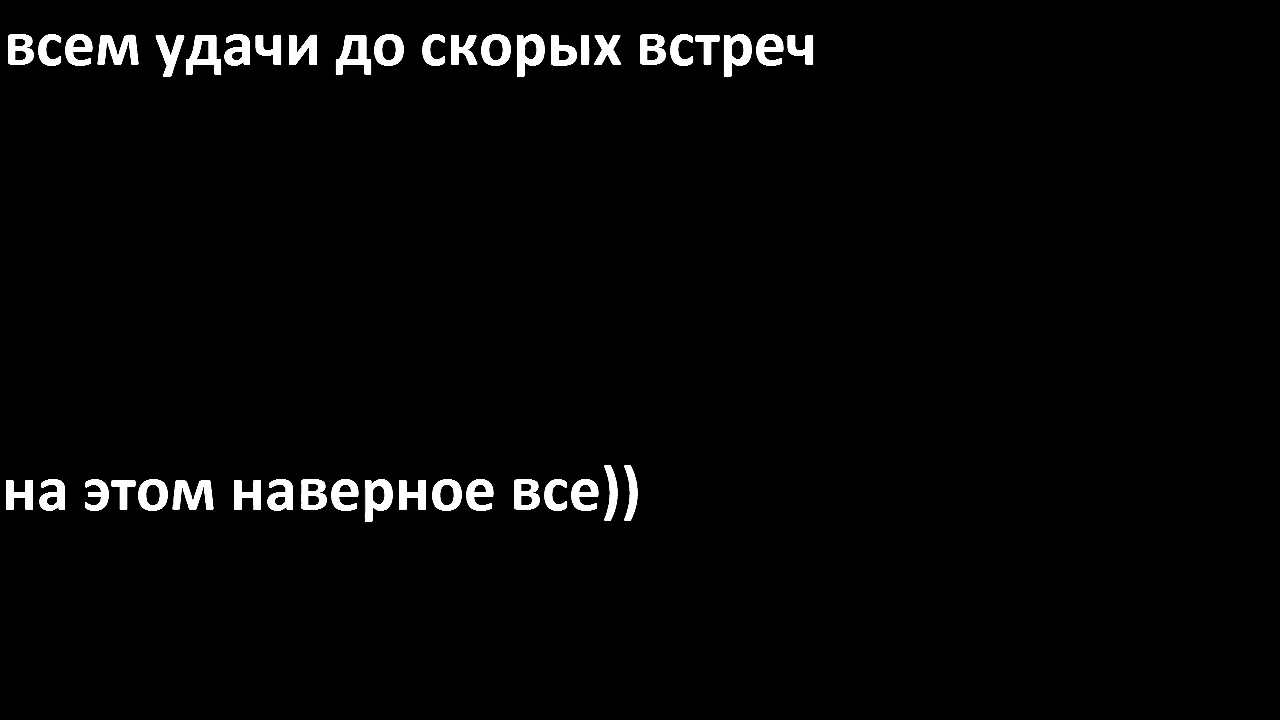 всем удачи до скорых встреч
на этом наверное все))